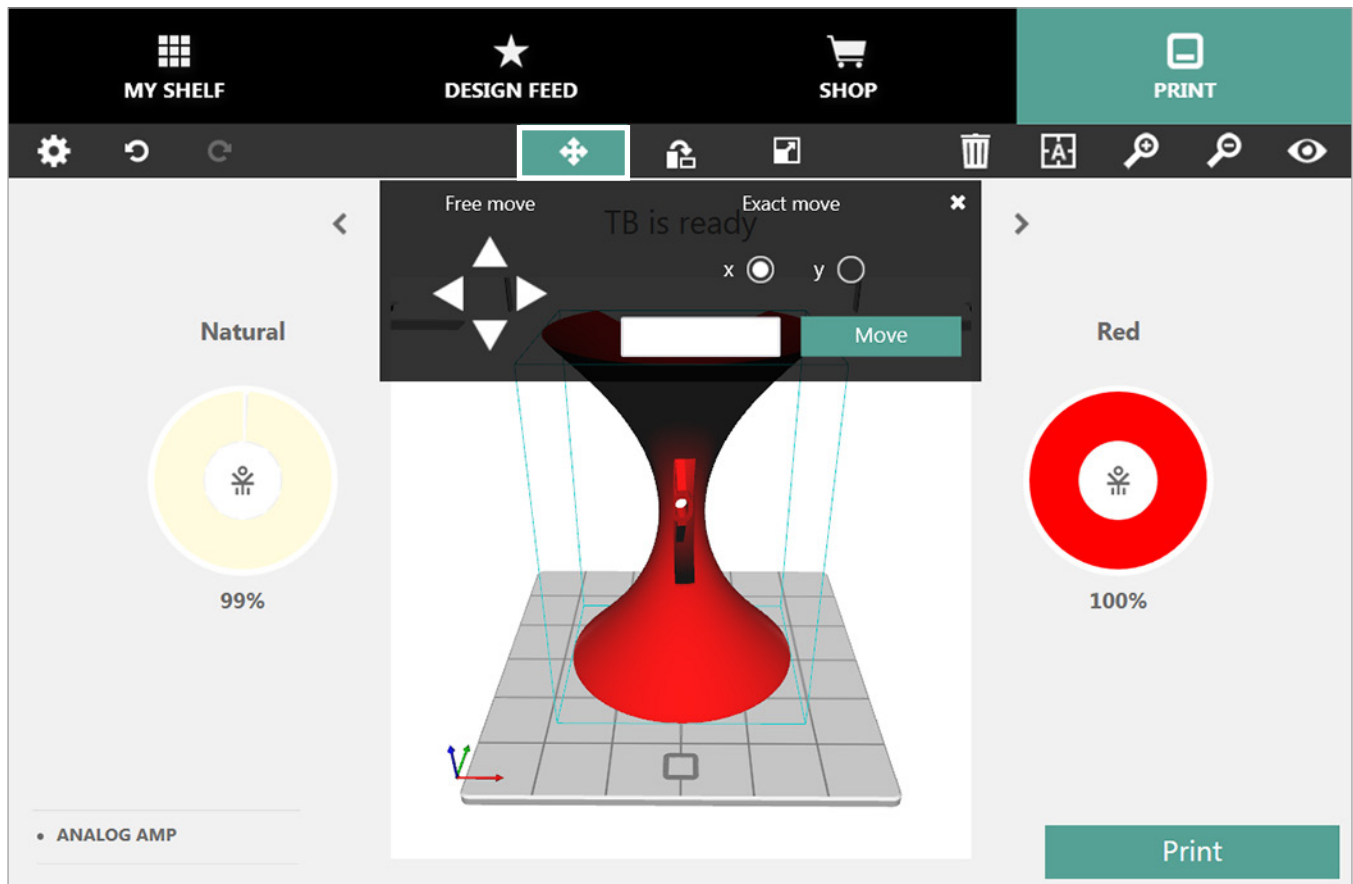 MY SHELF
DESIGN FEED
SHOP
PRINT
A
Free move
Exact move
TB is ready
x
y
Move
Natural
Red
99%
100%
• ANALOG AMP
Print